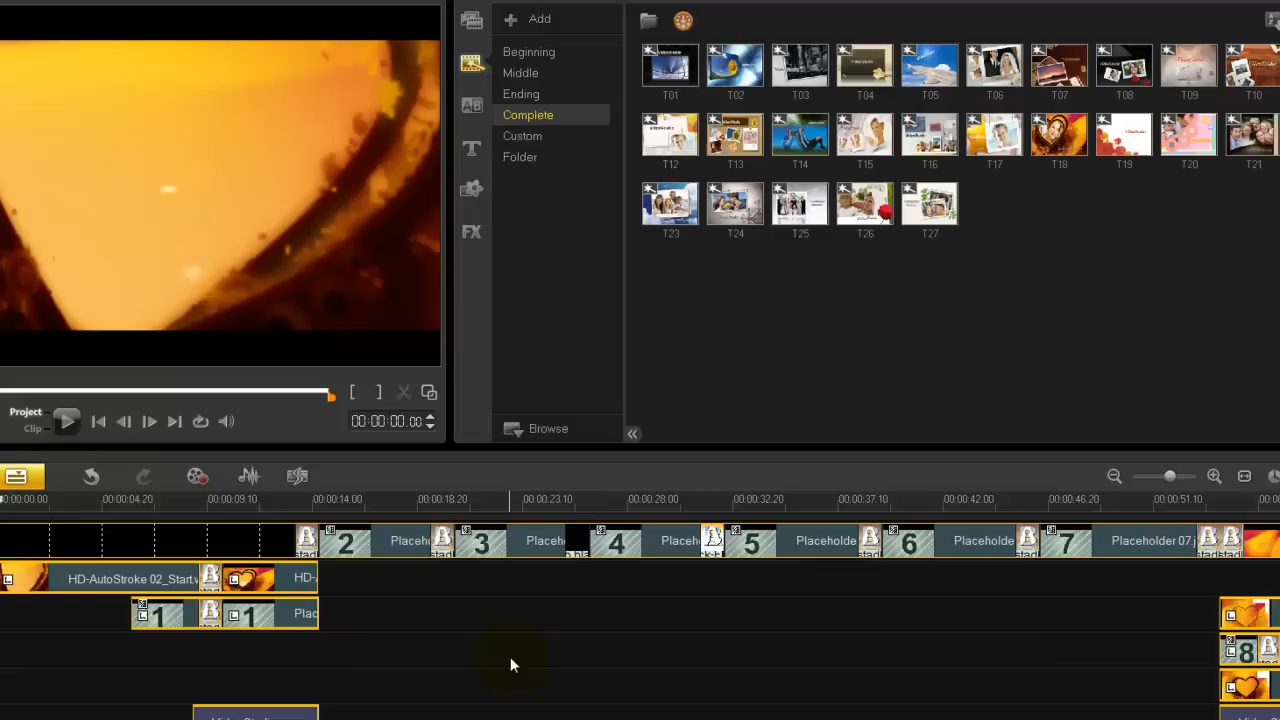 Add
Beginning
Middle
Ending
Complete
Custom
Folder
Browse
AB
T
FX
T01 T02 T03 T04 T05 T06 T07 T08 T09 T10
T12 T13 T14 T15 T16 T17 T18 T19 T20 T21
T23 T24 T25 T26 T27
Project
Clip
[ ]
00:00:00.00
00:00:00.00 00:00:04.20 00:00:09.10 00:00:14.00 00:00:18.20 00:00:23.10 00:00:28.00 00:00:32.20 00:00:37.10 00:00:42.00 00:00:46.20 00:00:51.10 00:00
2 Placeh 3 Placeh 4 Place 5 Placeholde 6 Placeholde 7 Placeholder 07.j
HD-AutoStroke 02_Start.w HD-
1 1 Plac
8